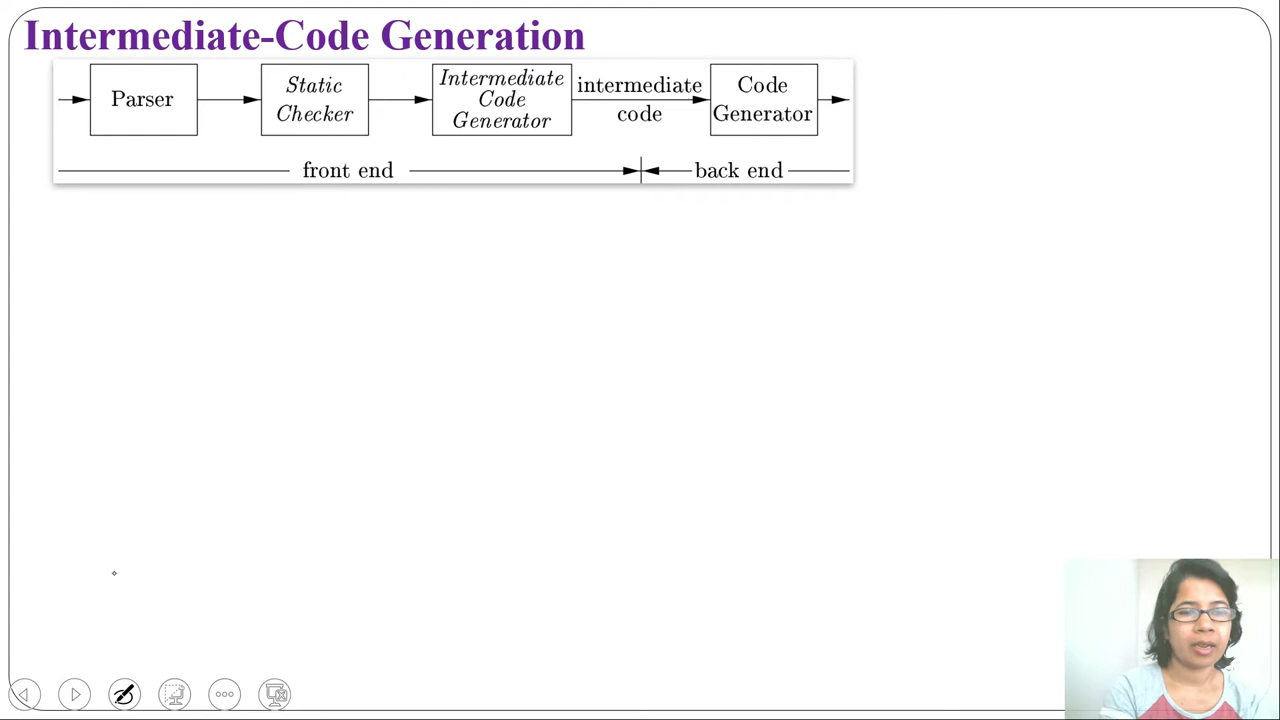 Intermediate-Code Generation
Parser
Static
Checker
Intermediate
Code
Generator
intermediate
code
Code
Generator
front end
back end